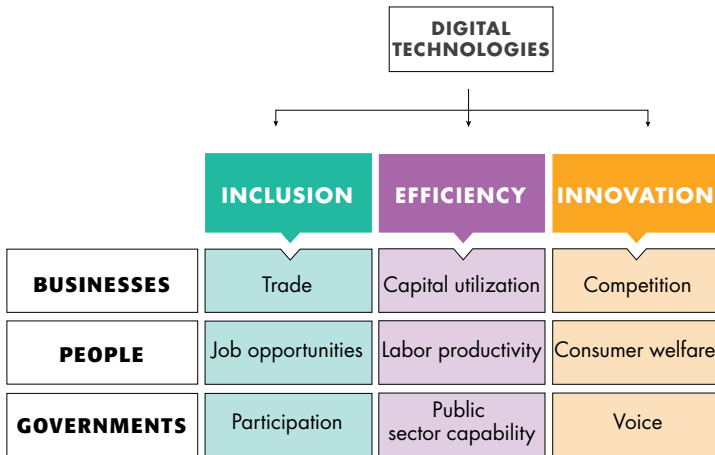 DIGITAL
TECHNOLOGIES
INCLUSION
EFFICIENCY
INNOVATION
BUSINESSES
Trade
Capital utilization
Competition
PEOPLE
Job opportunities
Labor productivity
Consumer welfare
GOVERNMENTS
Participation
Public
sector capability
Voice